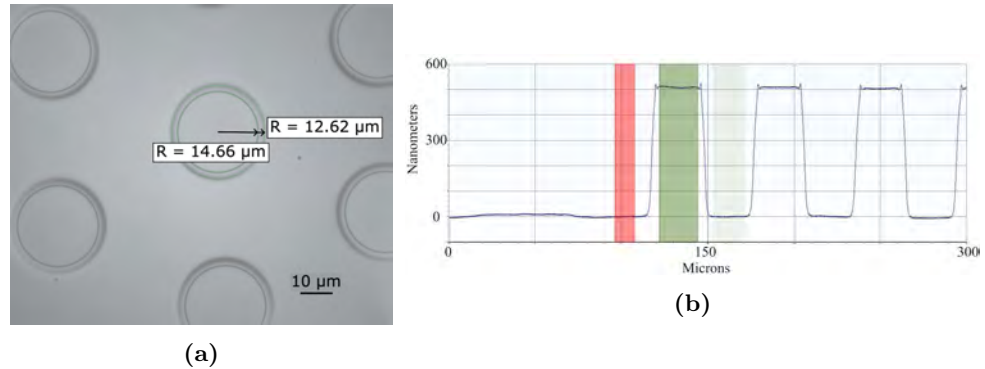 R = 12.62 µm
R = 14.66 µm
10 µm
(a)
600
300
0
Nanometers
0
150
300
Microns
(b)